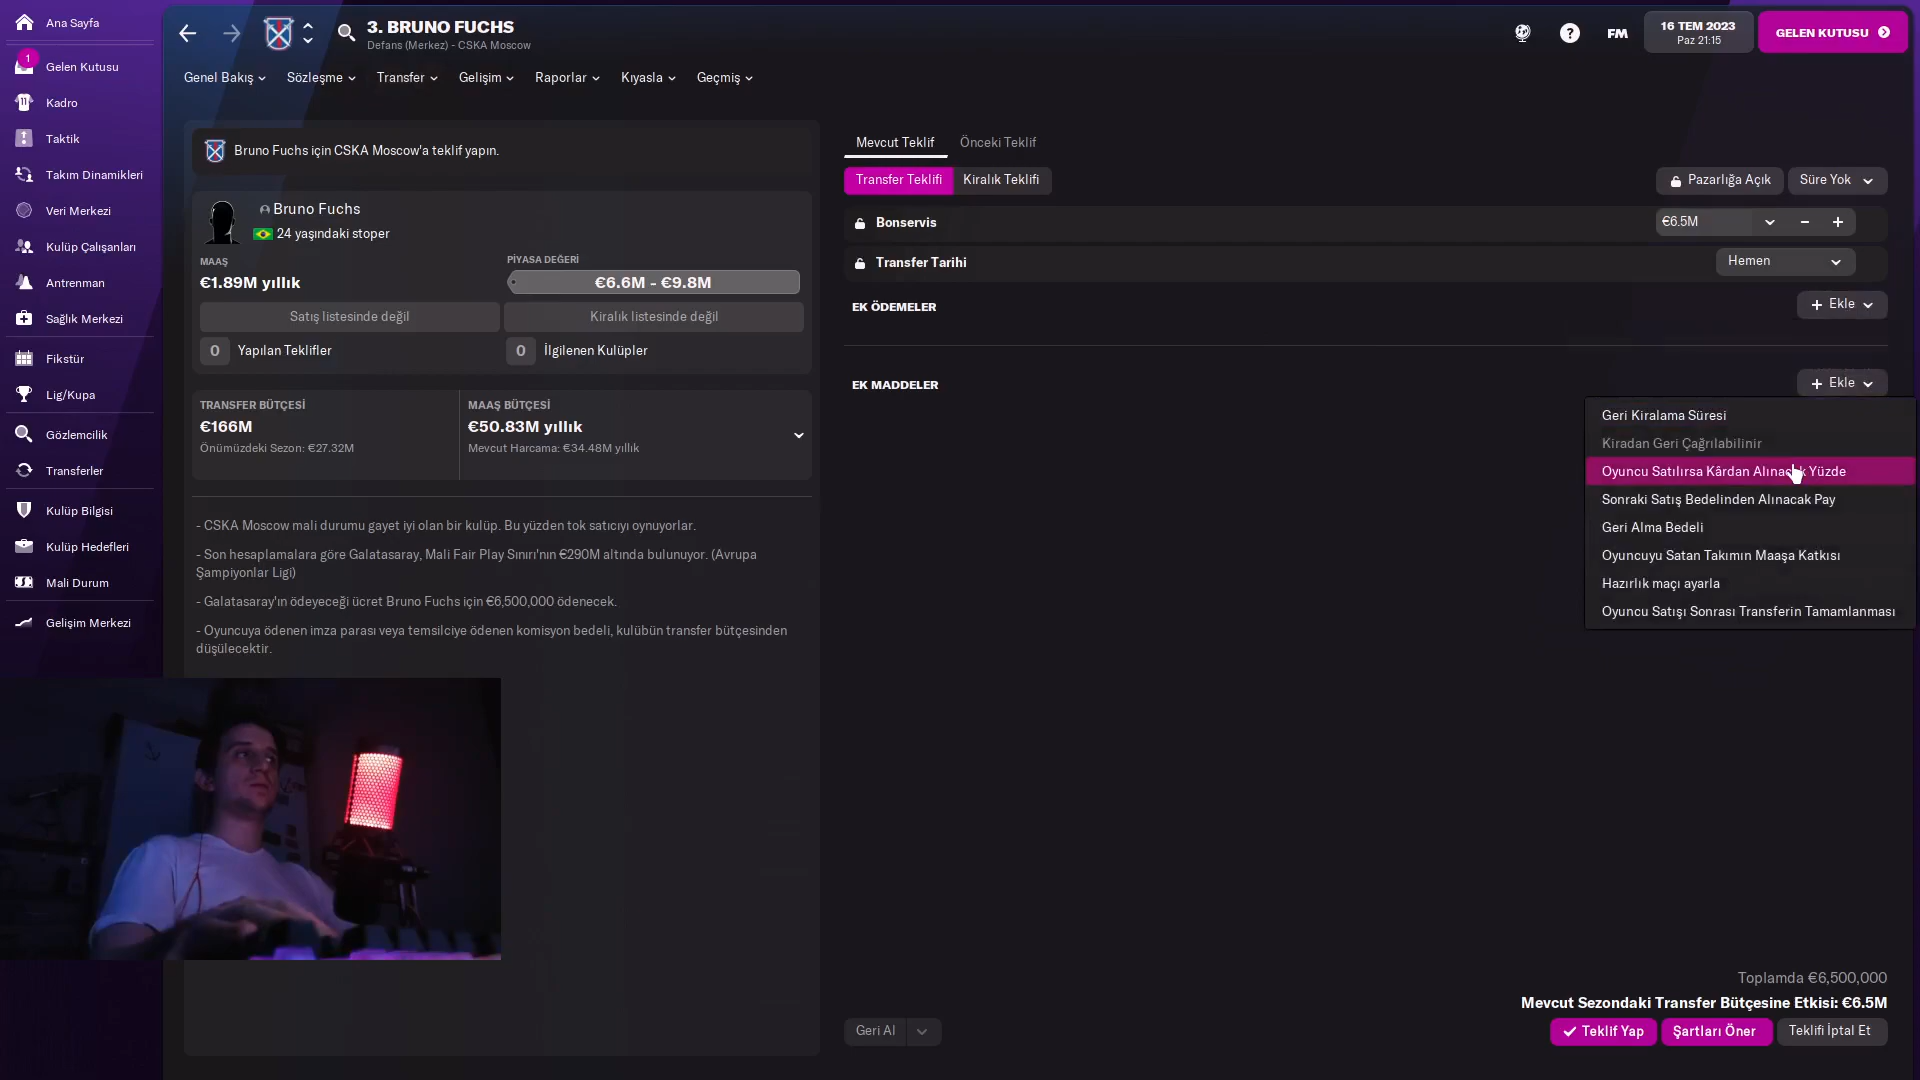 Ana Sayfa
1
Gelen Kutusu
Kadro
Taktik
Takım Dinamikleri
Veri Merkezi
Kulüp Çalışanları
Antrenman
Sağlık Merkezi
Fikstür
Lig/Kupa
Gözlemcilik
Transferler
Kulüp Bilgisi
Kulüp Hedefleri
Mali Durum
Gelişim Merkezi
3. BRUNO FUCHS
Defans (Merkez) - CSKA Moscow
FM
16 TEM 2023
Paz 21:15
GELEN KUTUSU
Genel Bakış
Sözleşme
Transfer
Gelişim
Raporlar
Kıyasla
Geçmiş
Bruno Fuchs için CSKA Moscow'a teklif yapın.
Bruno Fuchs
24 yaşındaki stoper
MAAŞ
€1.89M yıllık
PİYASA DEĞERİ
€6.6M - €9.8M
Satış listesinde değil
Kiralık listesinde değil
0 Yapılan Teklifler
0 İlgilenen Kulüpler
TRANSFER BÜTÇESİ
€166M
Önümüzdeki Sezon: €27.32M
MAAŞ BÜTÇESİ
€50.83M yıllık
Mevcut Harcama: €34.48M yıllık
- CSKA Moscow mali durumu gayet iyi olan bir kulüp. Bu yüzden tok satıcıyı oynuyorlar.
- Son hesaplamalara göre Galatasaray, Mali Fair Play Sınırı'nın €290M altında bulunuyor. (Avrupa
Şampiyonlar Ligi)
- Galatasaray'ın ödeyeceği ücret Bruno Fuchs için €6,500,000 ödenecek.
- Oyuncuya ödenen imza parası veya temsilciye ödenen komisyon bedeli, kulübün transfer bütçesinden
düşülecektir.
Mevcut Teklif
Önceki Teklif
Transfer Teklifi
Kiralık Teklifi
Pazarlığa Açık
Süre Yok
Bonservis
€6.5M
Transfer Tarihi
Hemen
EK ÖDEMELER
Ekle
EK MADDELER
Ekle
Geri Kiralama Süresi
Kiradan Geri Çağrılabilinir
Oyuncu Satılırsa Kârdan Alınacak Yüzde
Sonraki Satış Bedelinden Alınacak Pay
Geri Alma Bedeli
Oyuncuyu Satan Takımın Maaşa Katkısı
Hazırlık maçı ayarla
Oyuncu Satışı Sonrası Transferin Tamamlanması
Toplamda €6,500,000
Mevcut Sezondaki Transfer Bütçesine Etkisi: €6.5M
Geri Al
Teklif Yap
Şartları Öner
Teklifi İptal Et